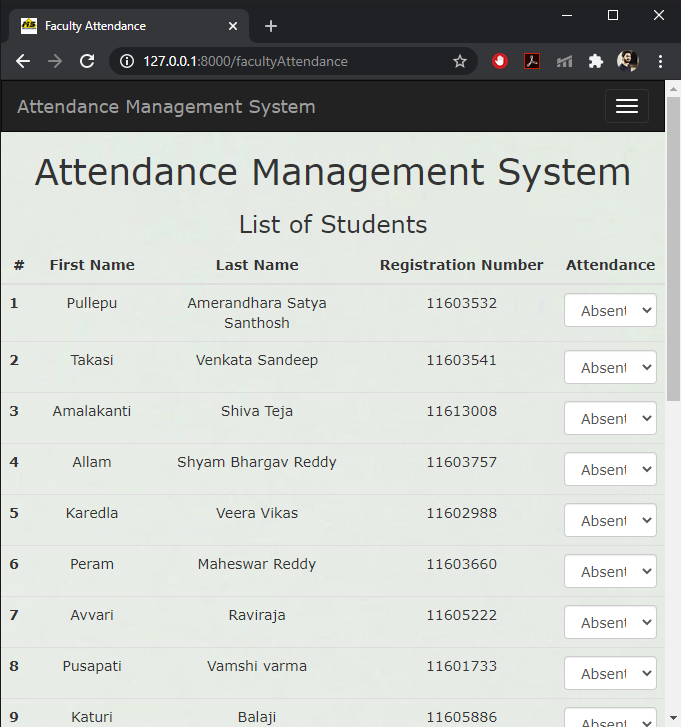 Faculty Attendance
127.0.0.1:8000/facultyAttendance
Attendance Management System
Attendance Management System
List of Students
# First Name Last Name Registration Number Attendance
1 Pullepu Amerandhara Satya 11603532 Absent
Santhosh
2 Takasi Venkata Sandeep 11603541 Absent
3 Amalakanti Shiva Teja 11613008 Absent
4 Allam Shyam Bhargav Reddy 11603757 Absent
5 Karedla Veera Vikas 11602988 Absent
6 Peram Maheswar Reddy 11603660 Absent
7 Avvari Raviraja 11605222 Absent
8 Pusapati Vamshi varma 11601733 Absent
9 Katuri Balaji 11605886 Absent